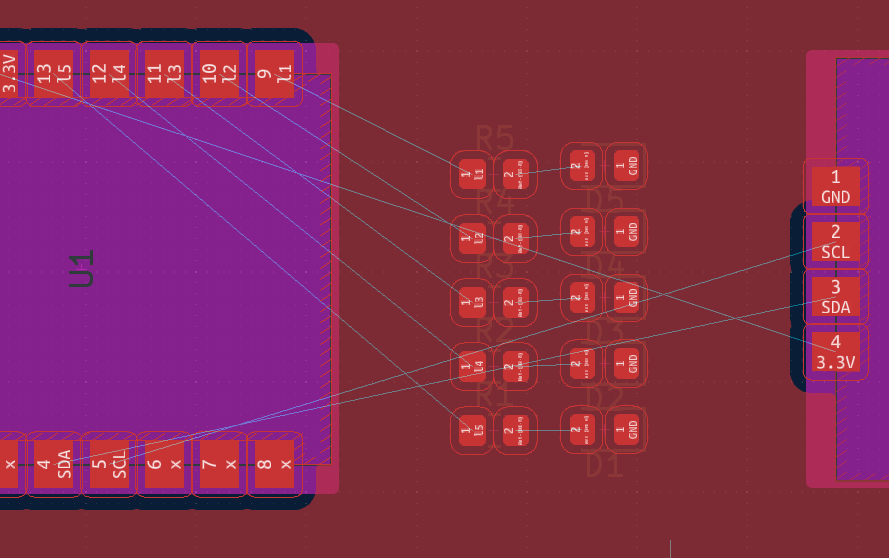 3.3V
13
l5
12
l4
11
l3
10
l2
9
l1
U1
R5
1
l1
2
2
1
GND
D5
R4
1
l2
2
2
1
GND
D4
R3
1
l3
2
2
1
GND
D3
R2
1
l4
2
2
1
GND
D2
R1
1
l5
2
2
1
GND
D1
1
GND
2
SCL
3
SDA
4
3.3V
x
4
SDA
5
SCL
6
x
7
x
8
x